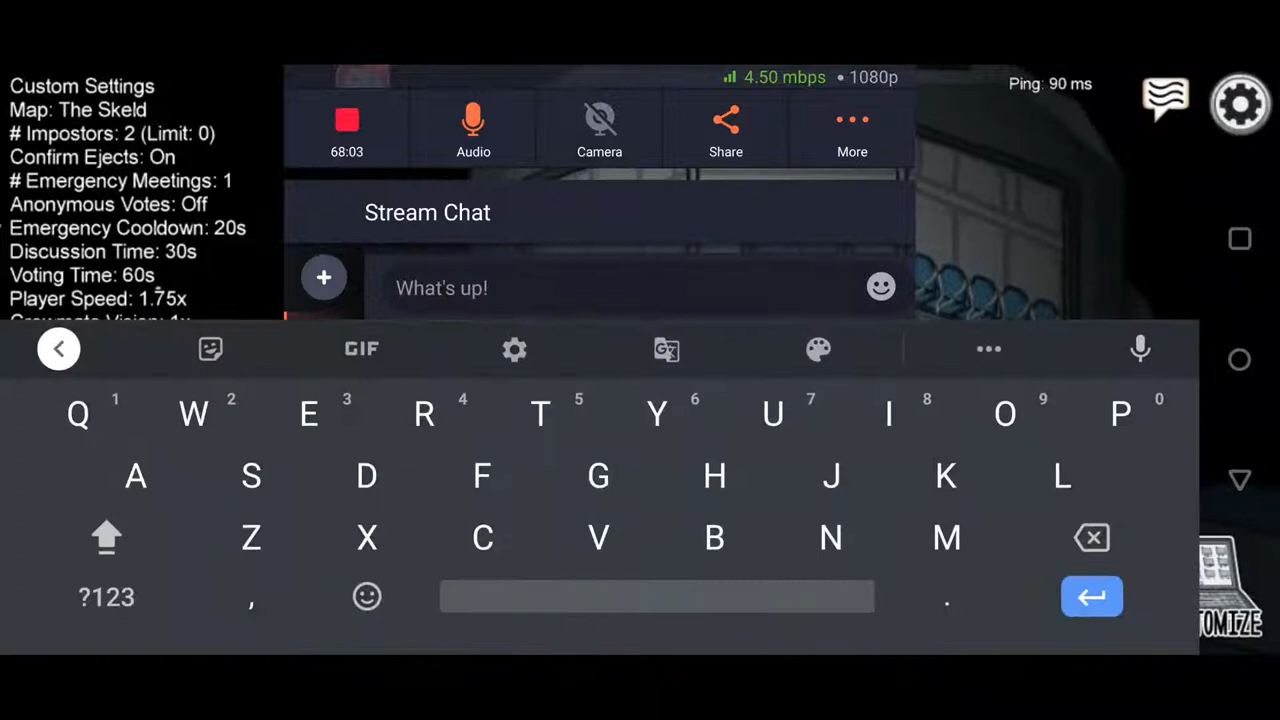 4.50 mbps • 1080p
Ping: 90 ms
Custom Settings
Map: The Skeld
# Impostors: 2 (Limit: 0)
Confirm Ejects: On
# Emergency Meetings: 1
Anonymous Votes: Off
Emergency Cooldown: 20s
Discussion Time: 30s
Voting Time: 60s
Player Speed: 1.75x
68:03
Audio
Camera
Share
More
Stream Chat
+
What's up!
GIF
Q 1 W 2 E 3 R 4 T 5 Y 6 U 7 I 8 O 9 P 0
A S D F G H J K L
Z X C V B N M
?123 , .